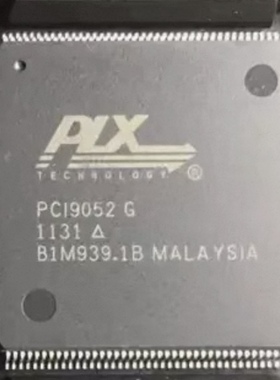 PLX
TECHNOLOGY ®
PCI9052 G
1131 Δ
B1M939.1B MALAYSIA